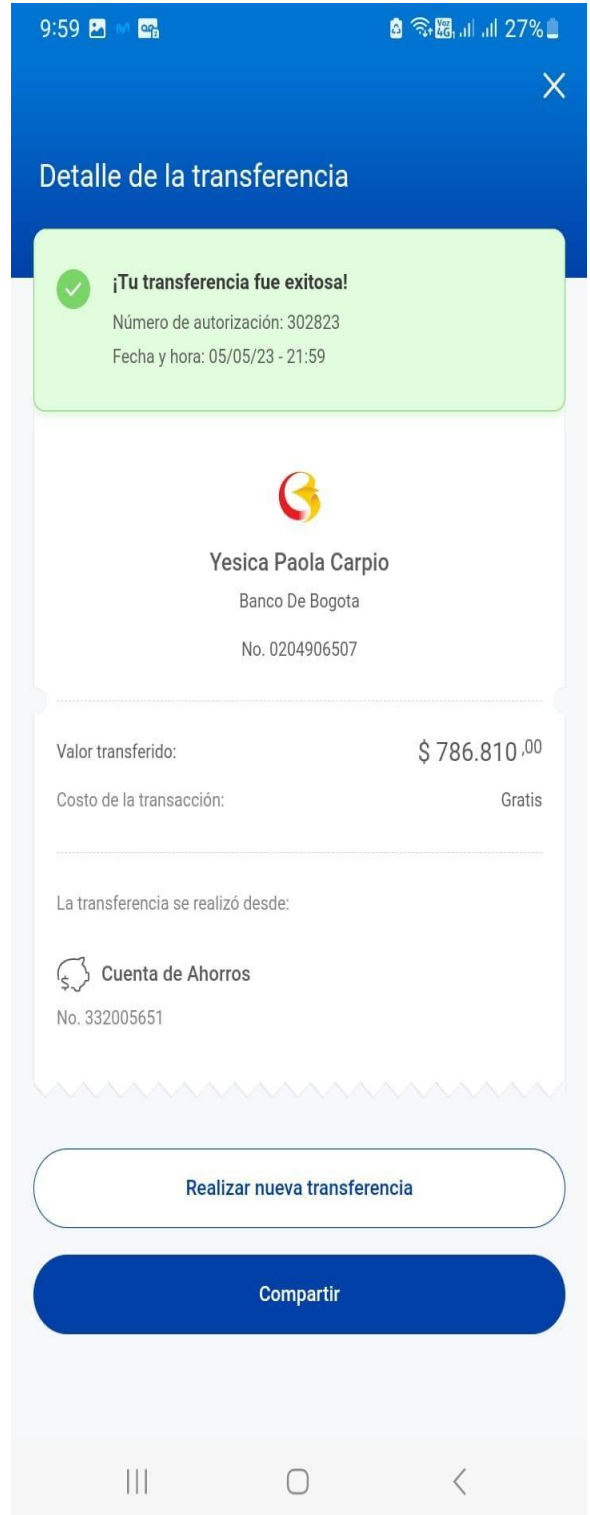 9:59 27%
Detalle de la transferencia
¡Tu transferencia fue exitosa!
Número de autorización: 302823
Fecha y hora: 05/05/23 - 21:59
Yesica Paola Carpio
Banco De Bogota
No. 0204906507
Valor transferido: $ 786.810 ,00
Costo de la transacción: Gratis
La transferencia se realizó desde:
Cuenta de Ahorros
No. 332005651
Realizar nueva transferencia
Compartir